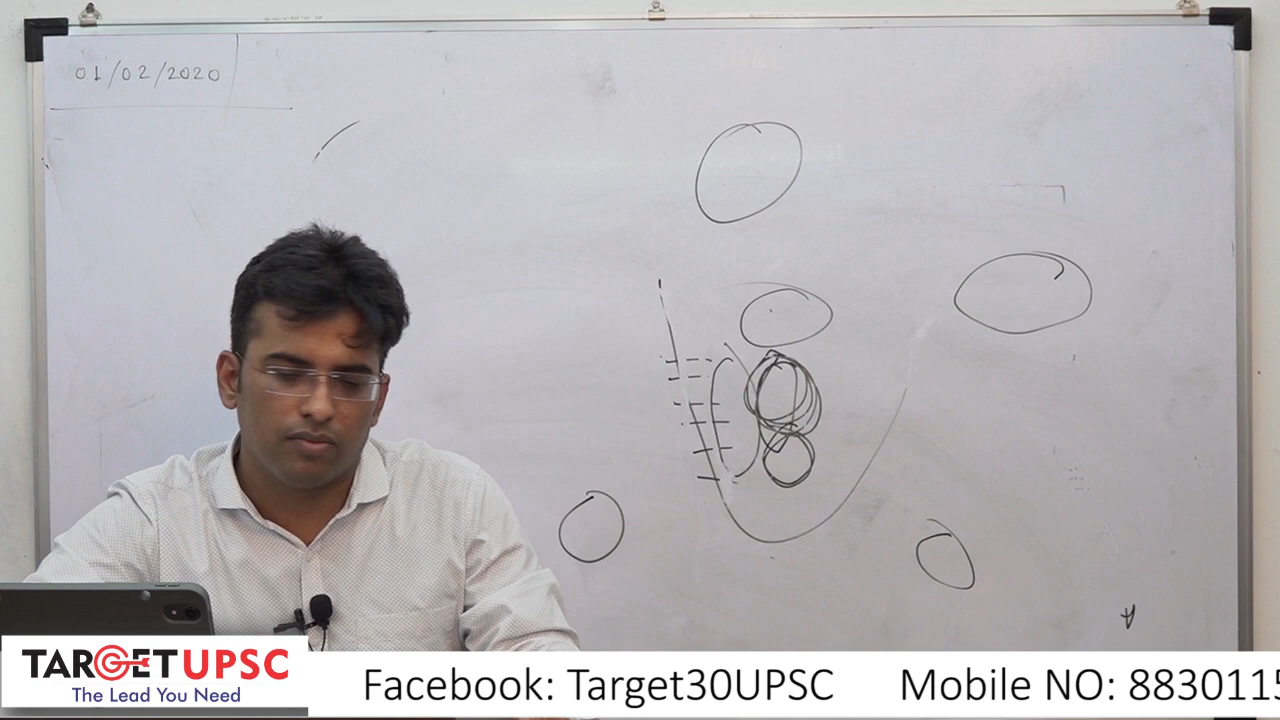 01/02/2020
TARGETUPSC
The Lead You Need
Facebook: Target30UPSC Mobile NO: 883011